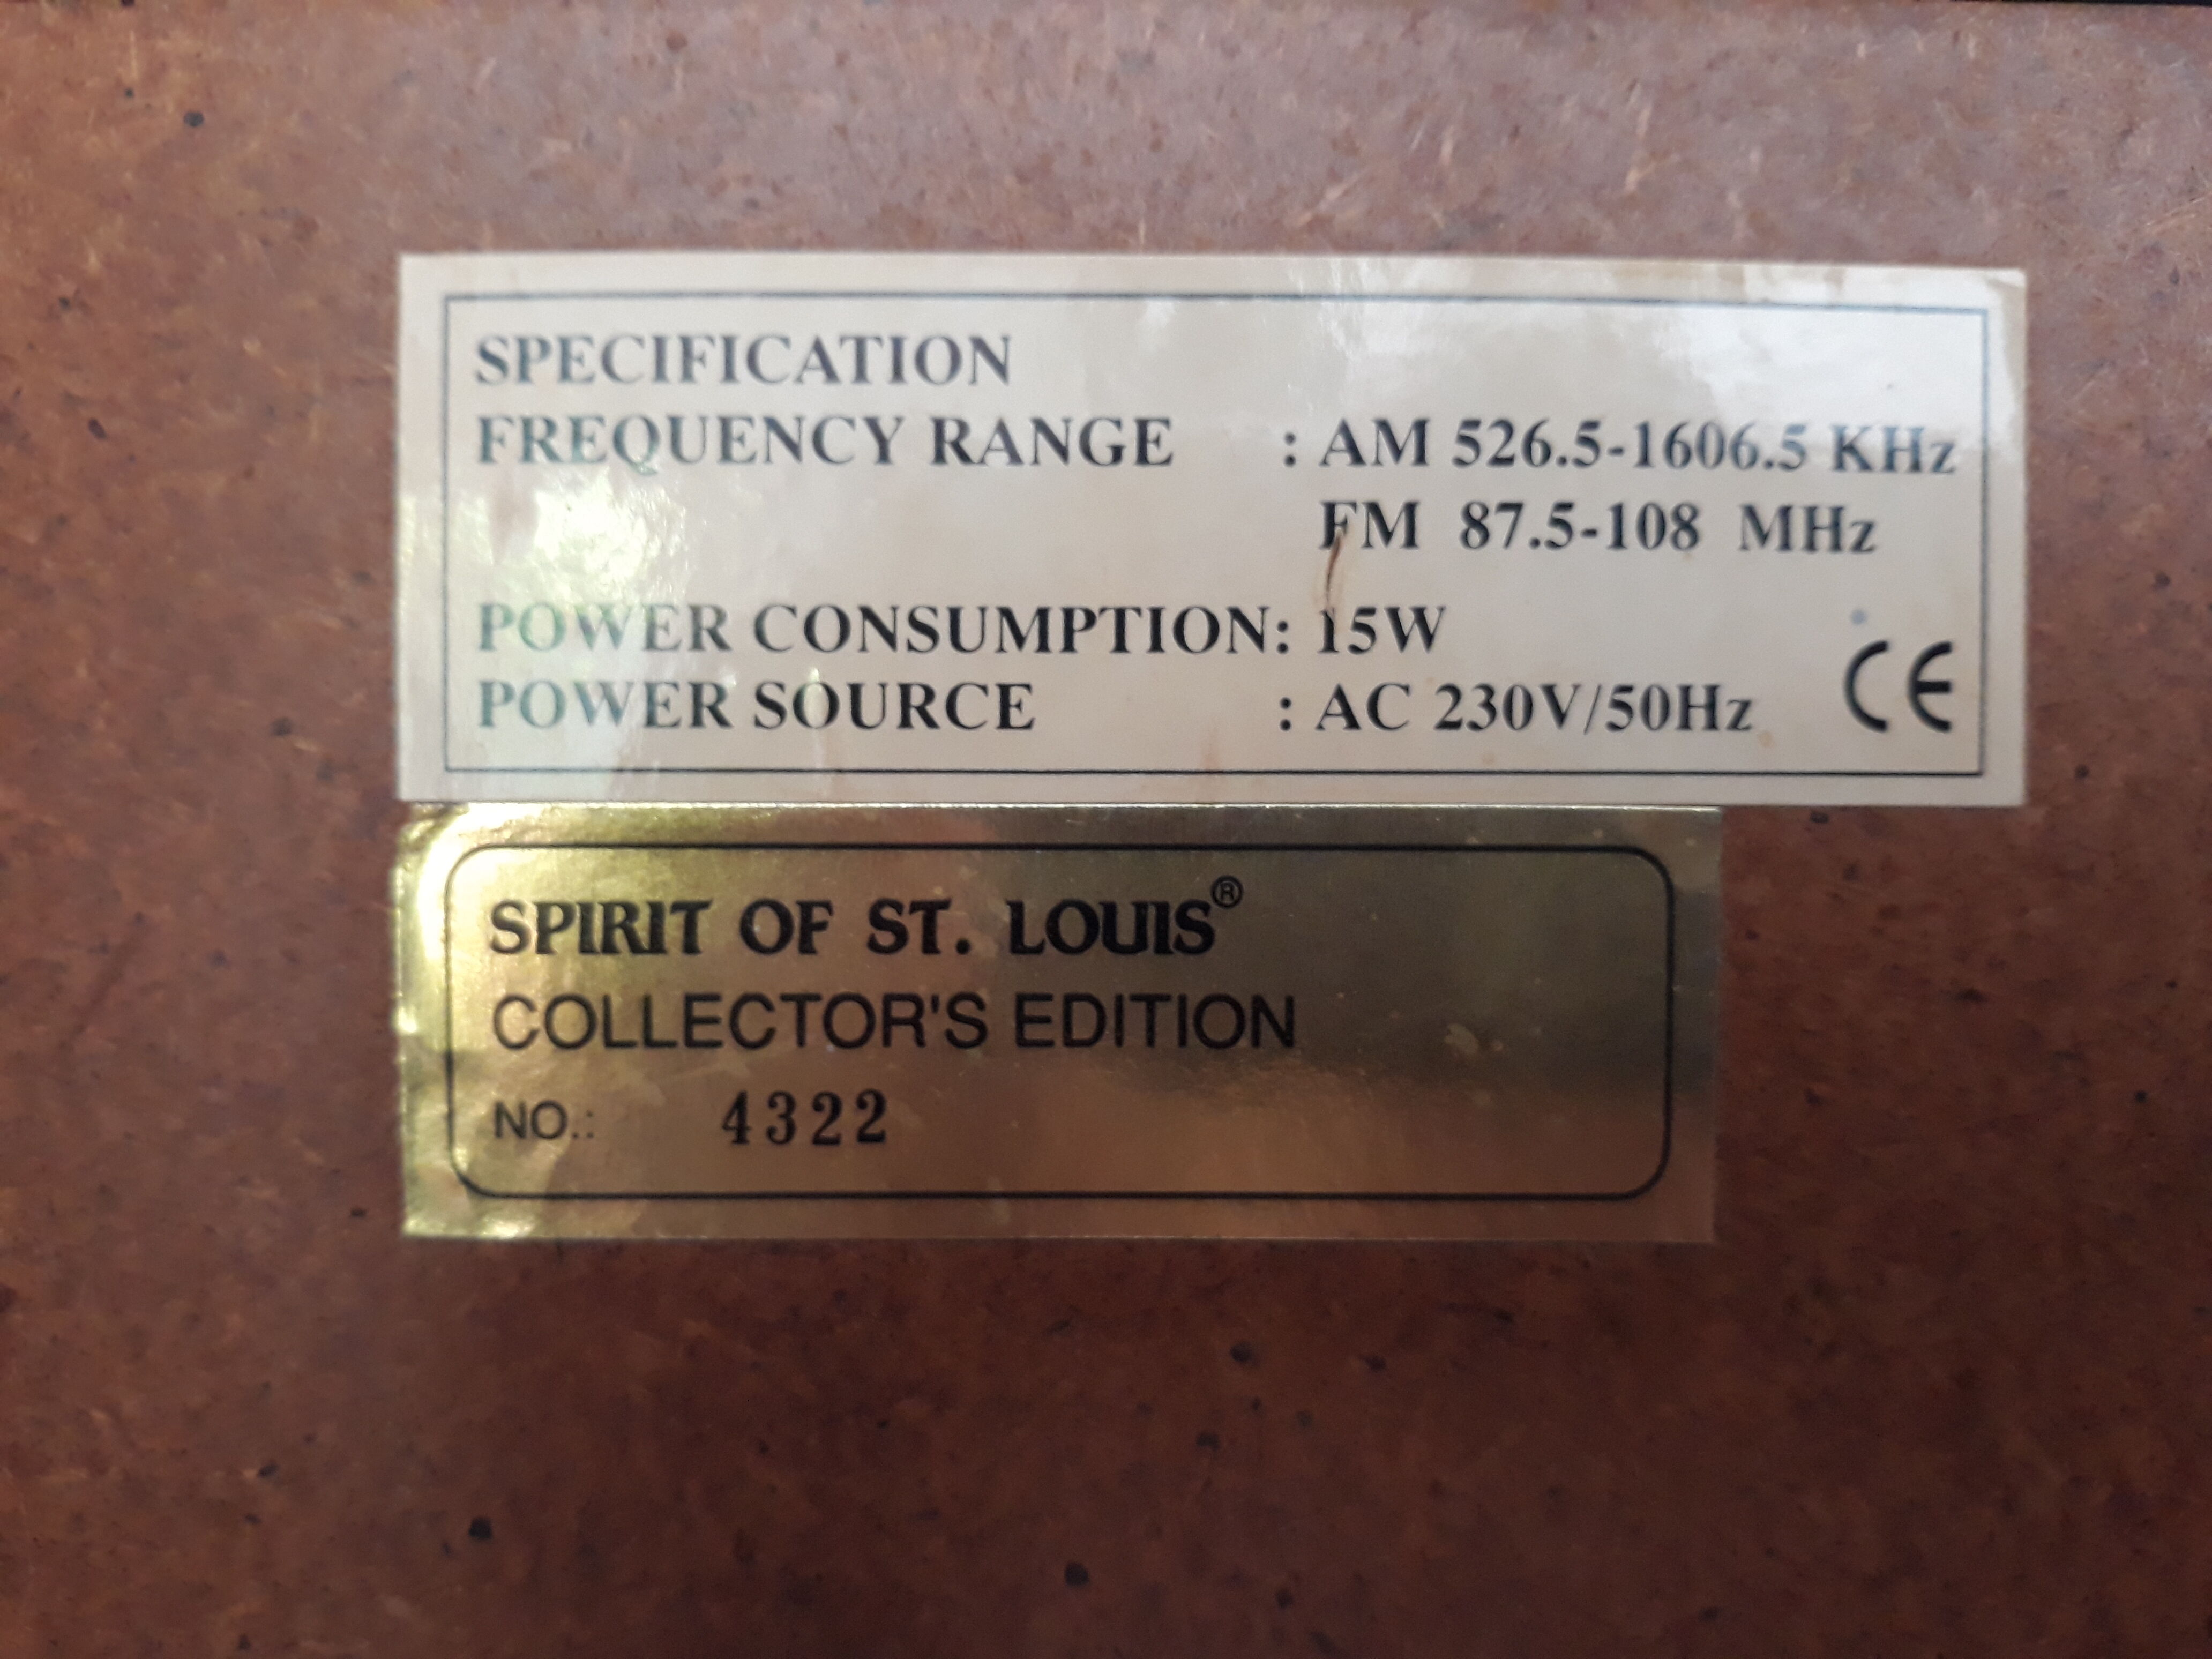 SPECIFICATION
FREQUENCY RANGE : AM 526.5-1606.5 KHz
FM 87.5-108 MHz
POWER CONSUMPTION: 15W
POWER SOURCE : AC 230V/50Hz CE
SPIRIT OF ST. LOUIS®
COLLECTOR'S EDITION
NO.: 4322